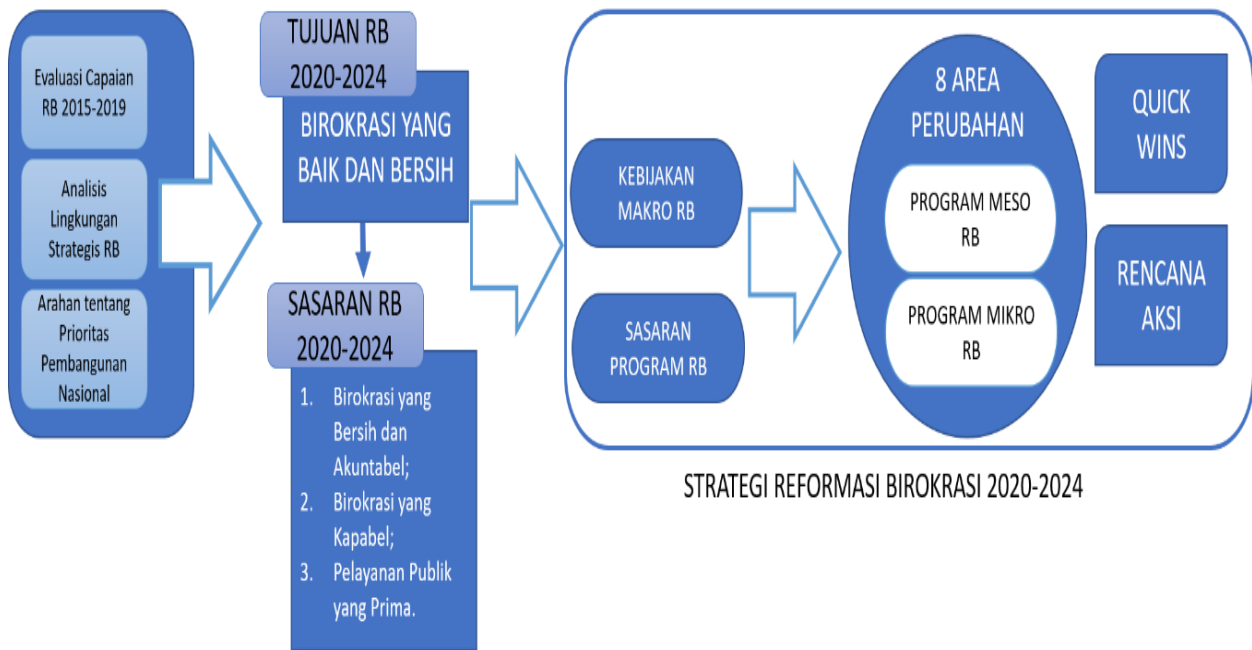 Evaluasi Capaian
RB 2015-2019
Analisis
Lingkungan
Strategis RB
Arahan tentang
Prioritas
Pembangunan
Nasional
TUJUAN RB
2020-2024
BIROKRASI YANG
BAIK DAN BERSIH
SASARAN RB
2020-2024
1. Birokrasi yang
Bersih dan
Akuntabel;
2. Birokrasi yang
Kapabel;
3. Pelayanan Publik
yang Prima.
KEBIJAKAN
MAKRO RB
SASARAN
PROGRAM RB
8 AREA
PERUBAHAN
PROGRAM MESO
RB
PROGRAM MIKRO
RB
QUICK
WINS
RENCANA
AKSI
STRATEGI REFORMASI BIROKRASI 2020-2024